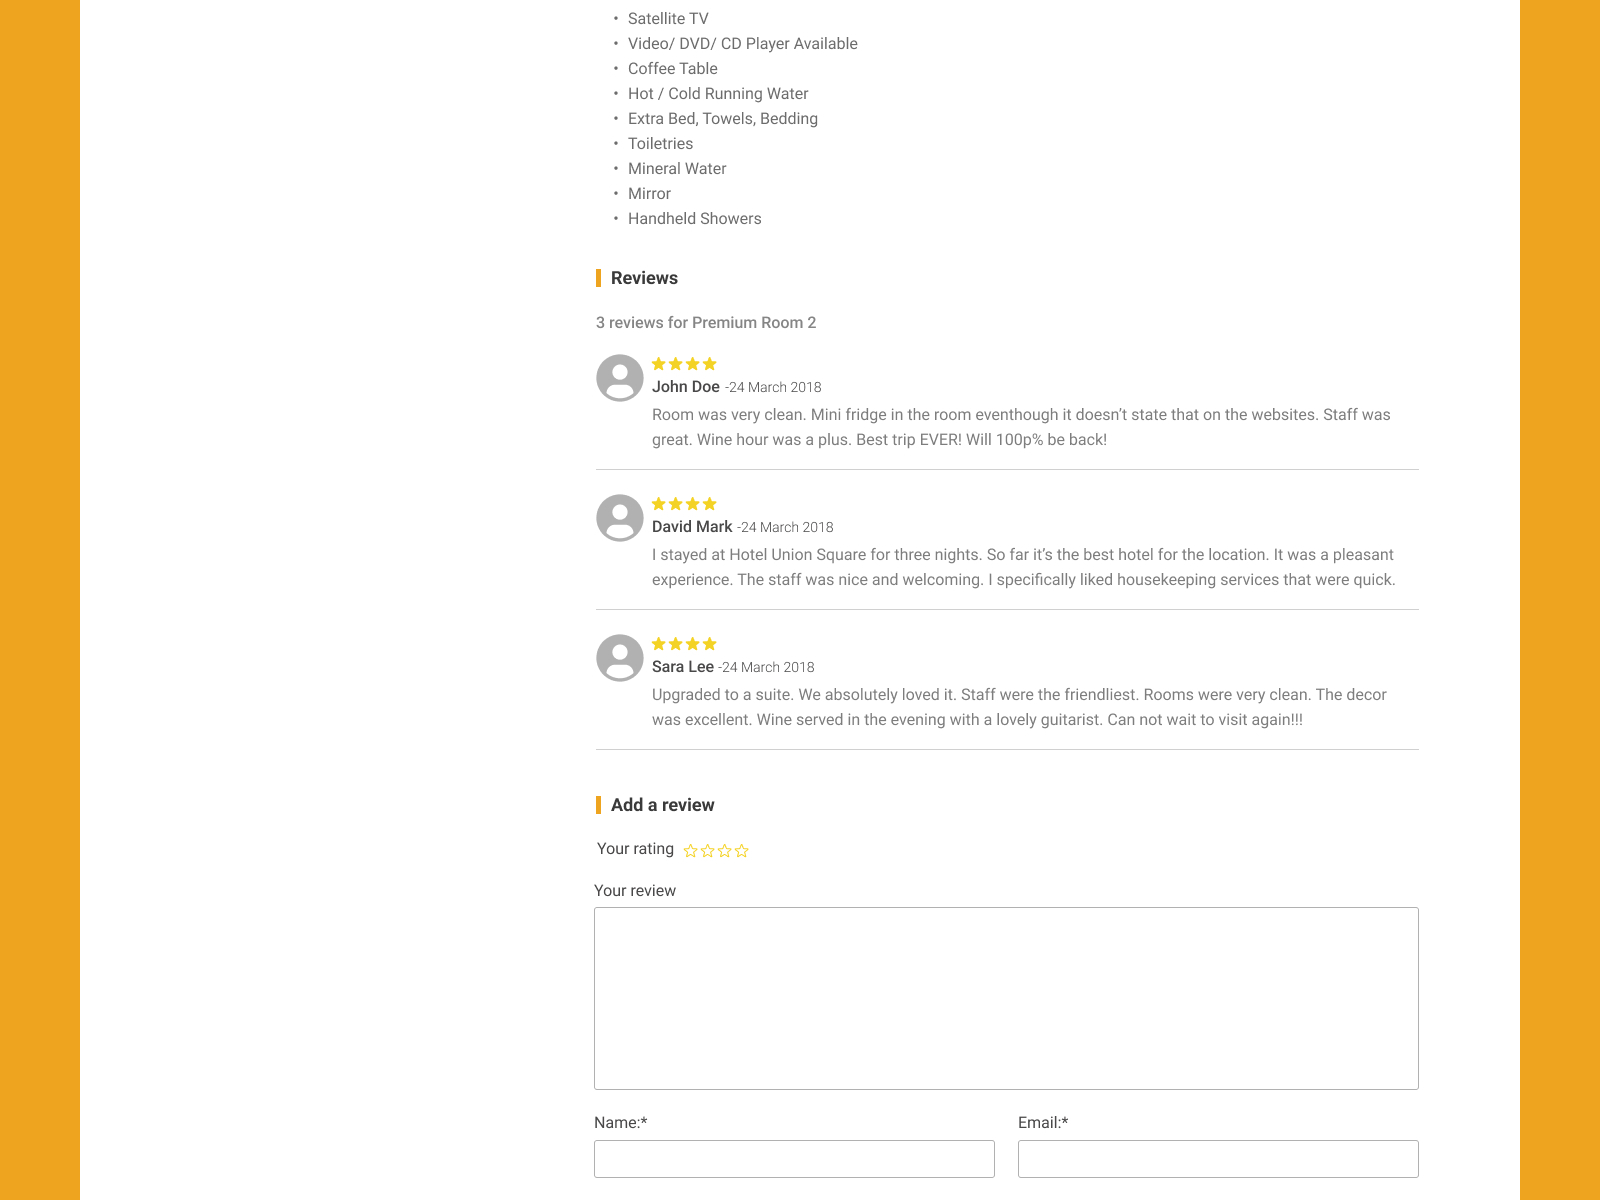 • Satellite TV
• Video/ DVD/ CD Player Available
• Coffee Table
• Hot / Cold Running Water
• Extra Bed, Towels, Bedding
• Toiletries
• Mineral Water
• Mirror
• Handheld Showers
Reviews
3 reviews for Premium Room 2
John Doe -24 March 2018
Room was very clean. Mini fridge in the room eventhough it doesn’t state that on the websites. Staff was
great. Wine hour was a plus. Best trip EVER! Will 100p% be back!
David Mark -24 March 2018
I stayed at Hotel Union Square for three nights. So far it’s the best hotel for the location. It was a pleasant
experience. The staff was nice and welcoming. I specifically liked housekeeping services that were quick.
Sara Lee -24 March 2018
Upgraded to a suite. We absolutely loved it. Staff were the friendliest. Rooms were very clean. The decor
was excellent. Wine served in the evening with a lovely guitarist. Can not wait to visit again!!!
Add a review
Your rating
Your review
Name:* Email:*